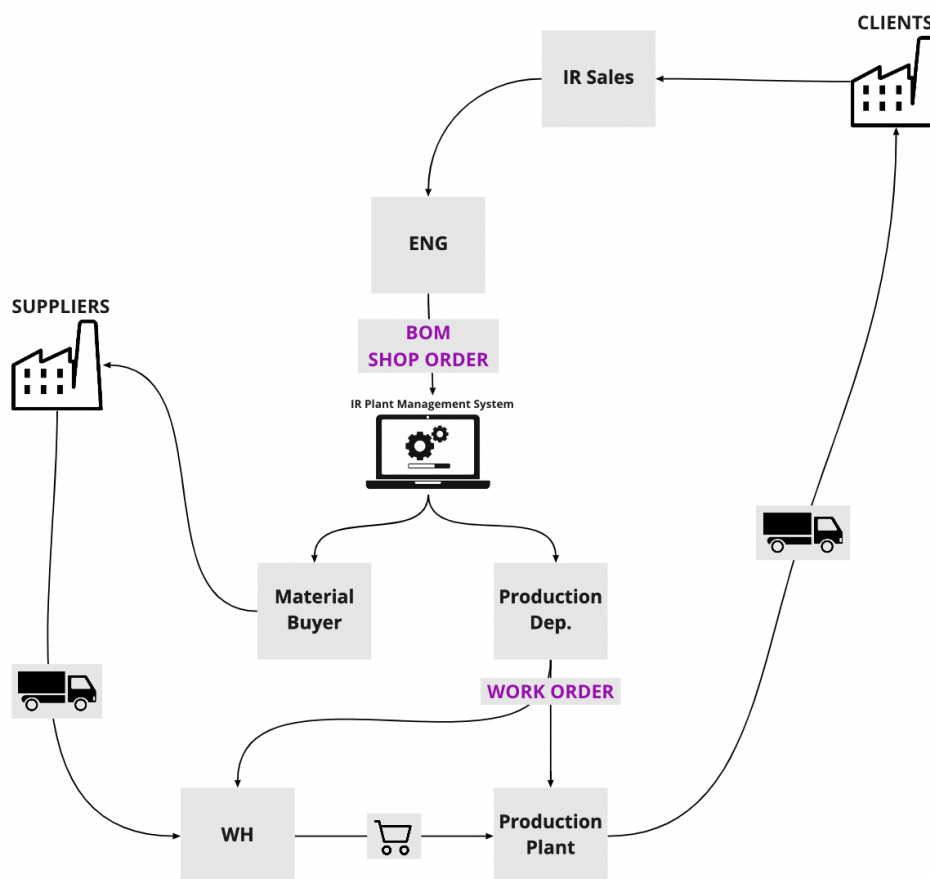 CLIENTS
IR Sales
ENG
SUPPLIERS
BOM
SHOP ORDER
IR Plant Management System
Material
Buyer
Production
Dep.
WORK ORDER
WH
Production
Plant